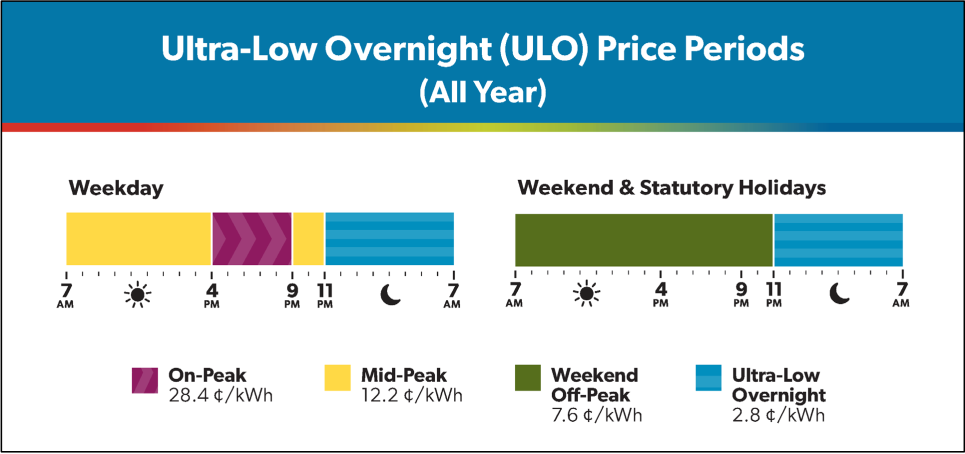 Ultra-Low Overnight (ULO) Price Periods
(All Year)
Weekday
7 AM 4 PM 9 PM 11 PM 7 AM
Weekend & Statutory Holidays
7 AM 4 PM 9 PM 11 PM 7 AM
On-Peak
28.4 ¢/kWh
Mid-Peak
12.2 ¢/kWh
Weekend
Off-Peak
7.6 ¢/kWh
Ultra-Low
Overnight
2.8 ¢/kWh